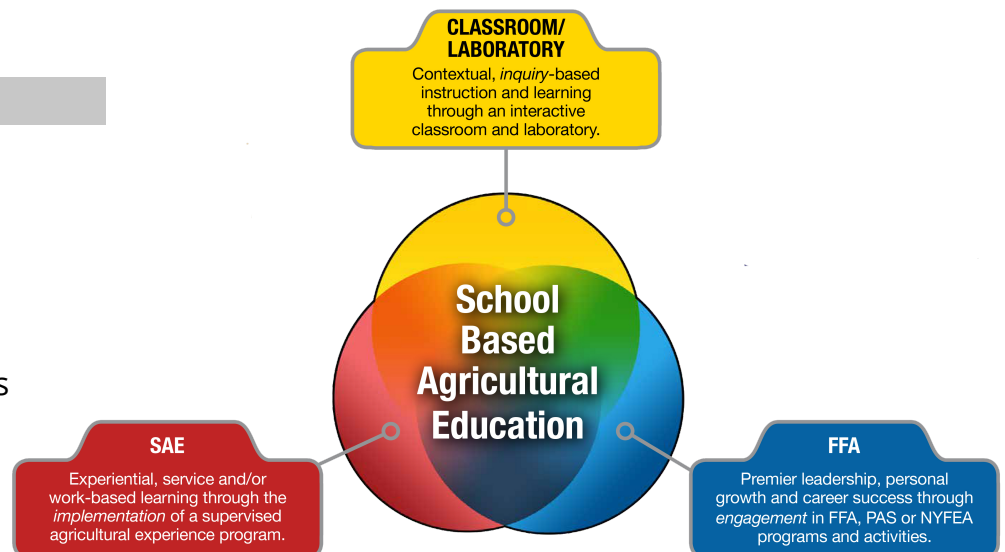 CLASSROOM/
LABORATORY
Contextual, inquiry-based
instruction and learning
through an interactive
classroom and laboratory.
School
Based
Agricultural
Education
s
SAE
Experiential, service and/or
work-based learning through the
implementation of a supervised
agricultural experience program.
FFA
Premier leadership, personal
growth and career success through
engagement in FFA, PAS or NYFEA
programs and activities.